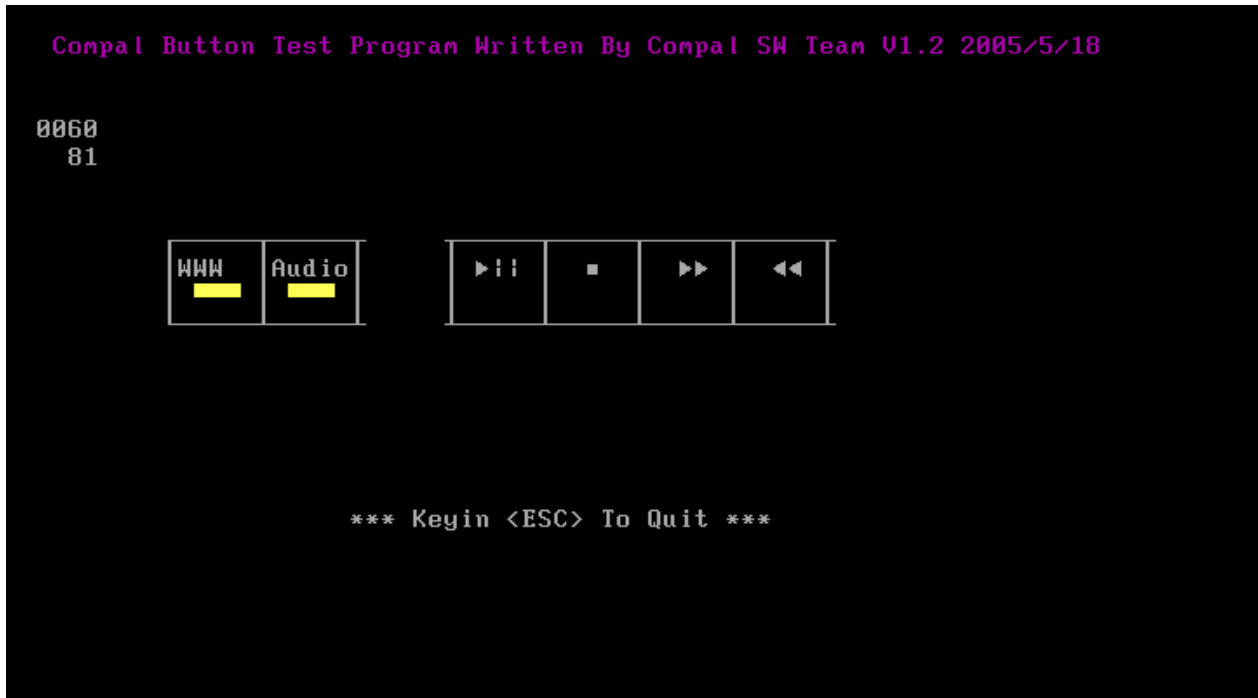 Compal Button Test Program Written By Compal SW Team V1.2 2005/5/18
0060
81
WWW Audio ►¦¦ ■ ►► ◄◄
*** Keyin <ESC> To Quit ***